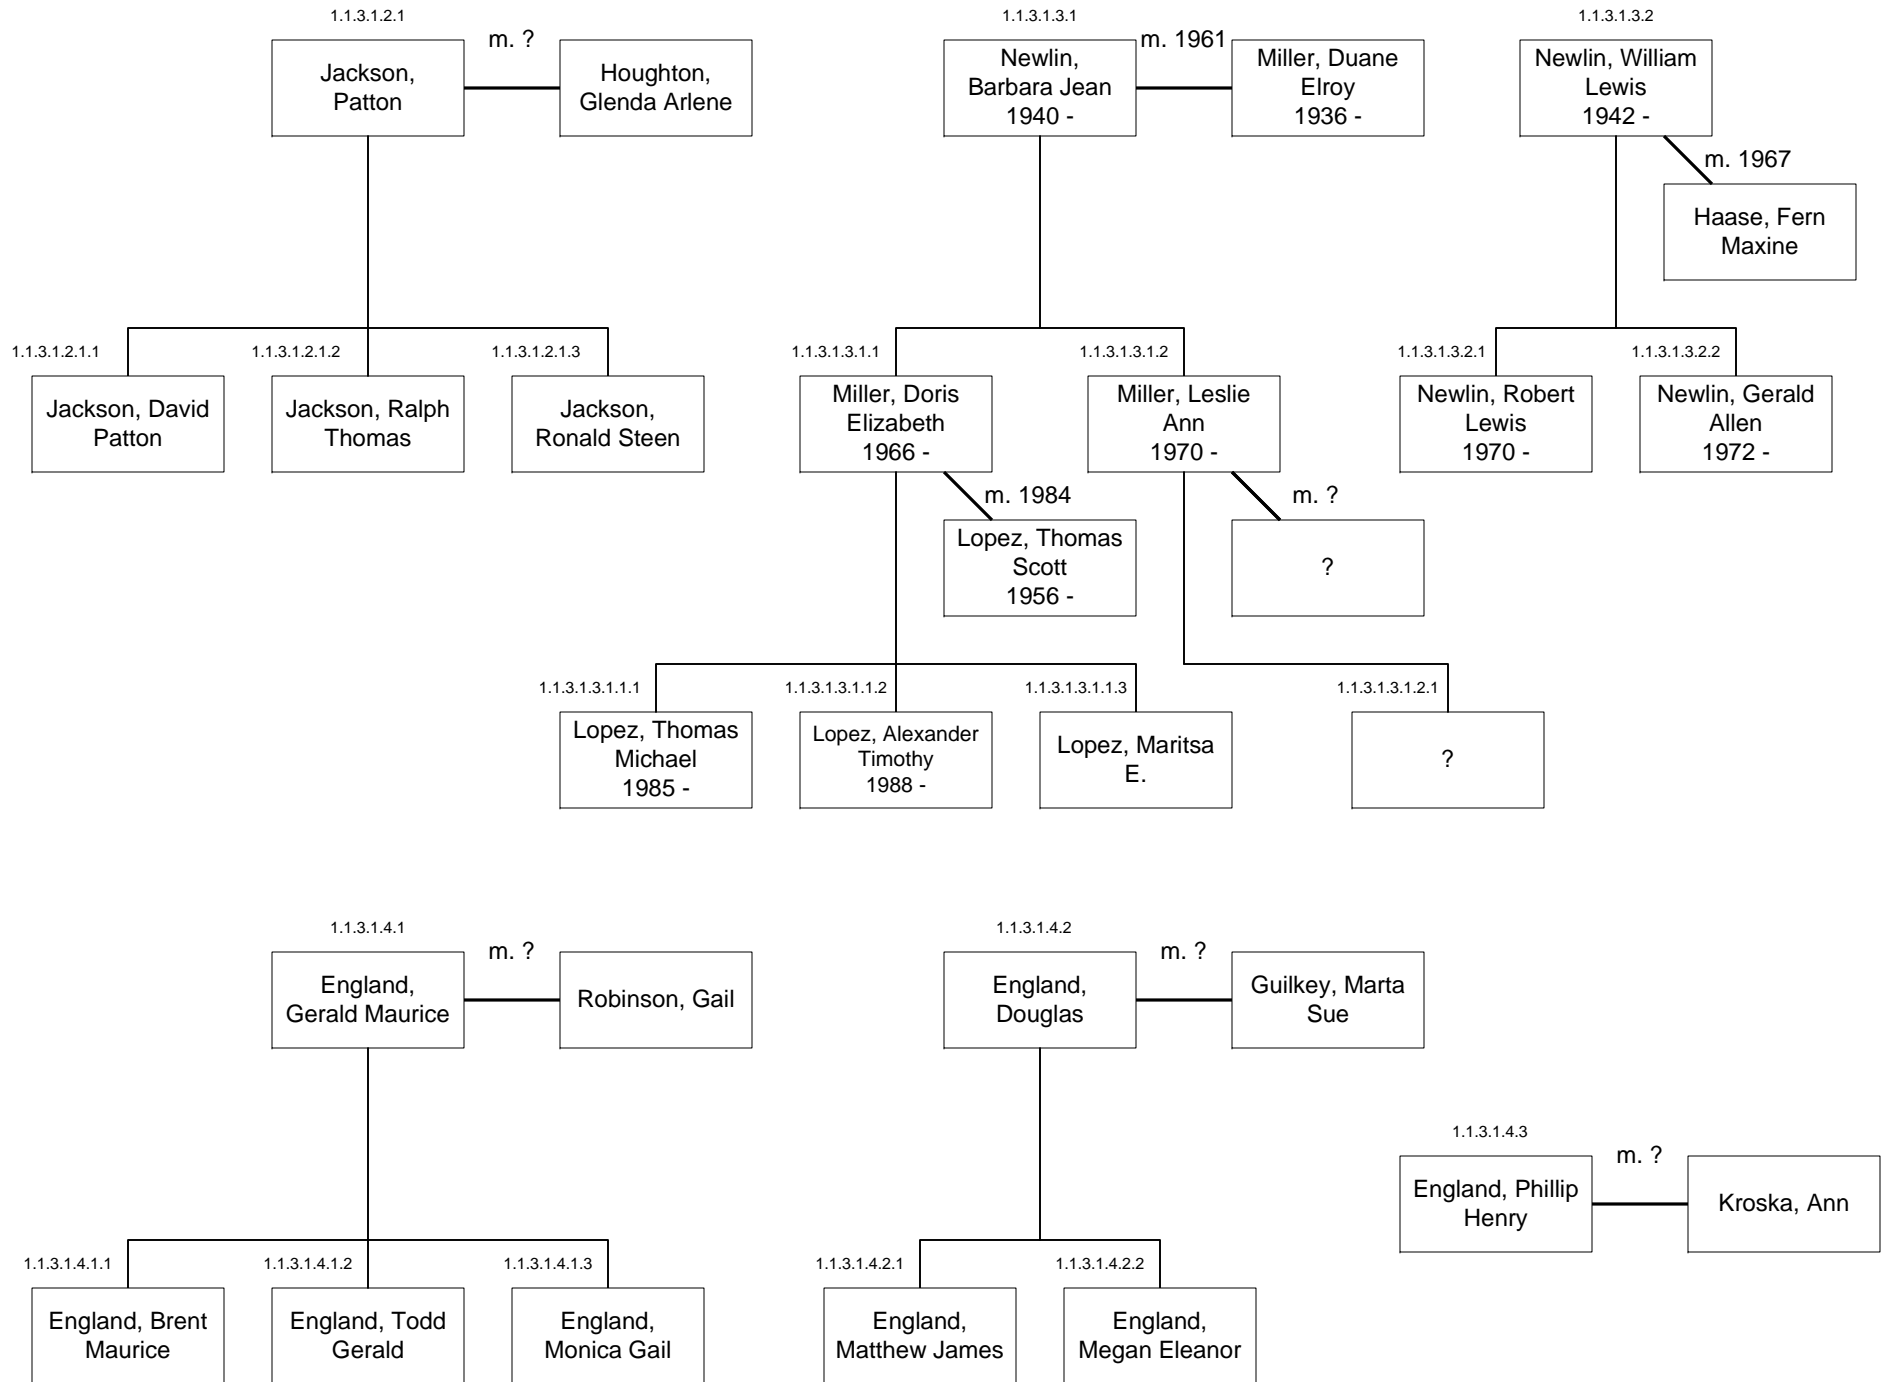 1.1.3.1.2.1
Jackson,
Patton
m. ?
Houghton,
Glenda Arlene
1.1.3.1.3.1
Newlin,
Barbara Jean
1940 -
m. 1961
Miller, Duane
Elroy
1936 -
1.1.3.1.3.2
Newlin, William
Lewis
1942 -
m. 1967
Haase, Fern
Maxine
1.1.3.1.2.1.1
Jackson, David
Patton
1.1.3.1.2.1.2
Jackson, Ralph
Thomas
1.1.3.1.2.1.3
Jackson,
Ronald Steen
1.1.3.1.3.1.1
Miller, Doris
Elizabeth
1966 -
1.1.3.1.3.1.2
Miller, Leslie
Ann
1970 -
1.1.3.1.3.2.1
Newlin, Robert
Lewis
1970 -
1.1.3.1.3.2.2
Newlin, Gerald
Allen
1972 -
m. 1984
Lopez, Thomas
Scott
1956 -
m. ?
?
1.1.3.1.3.1.1.1
Lopez, Thomas
Michael
1985 -
1.1.3.1.3.1.1.2
Lopez, Alexander
Timothy
1988 -
1.1.3.1.3.1.1.3
Lopez, Maritsa
E.
1.1.3.1.3.1.2.1
?
1.1.3.1.4.1
England,
Gerald Maurice
m. ?
Robinson, Gail
1.1.3.1.4.2
England,
Douglas
m. ?
Guilkey, Marta
Sue
1.1.3.1.4.3
England, Phillip
Henry
m. ?
Kroska, Ann
1.1.3.1.4.1.1
England, Brent
Maurice
1.1.3.1.4.1.2
England, Todd
Gerald
1.1.3.1.4.1.3
England,
Monica Gail
1.1.3.1.4.2.1
England,
Matthew James
1.1.3.1.4.2.2
England,
Megan Eleanor